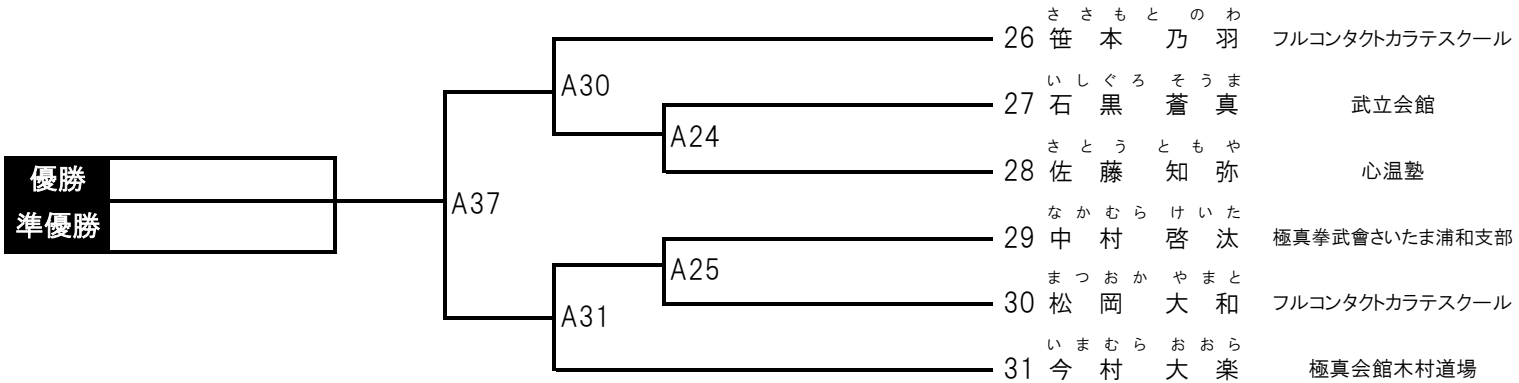 ささもと のわ
26 笹本 乃羽 フルコンタクトカラテスクール
A30
いしぐろ そうま
27 石黒 蒼真 武立会館
A24
さとう ともや
28 佐藤 知弥 心温塾
優勝
A37
準優勝
なかむら けいた
29 中村 啓汰 極真拳武會さいたま浦和支部
A25
まつおか やまと
30 松岡 大和 フルコンタクトカラテスクール
A31
いまむら おおら
31 今村 大楽 極真会館木村道場